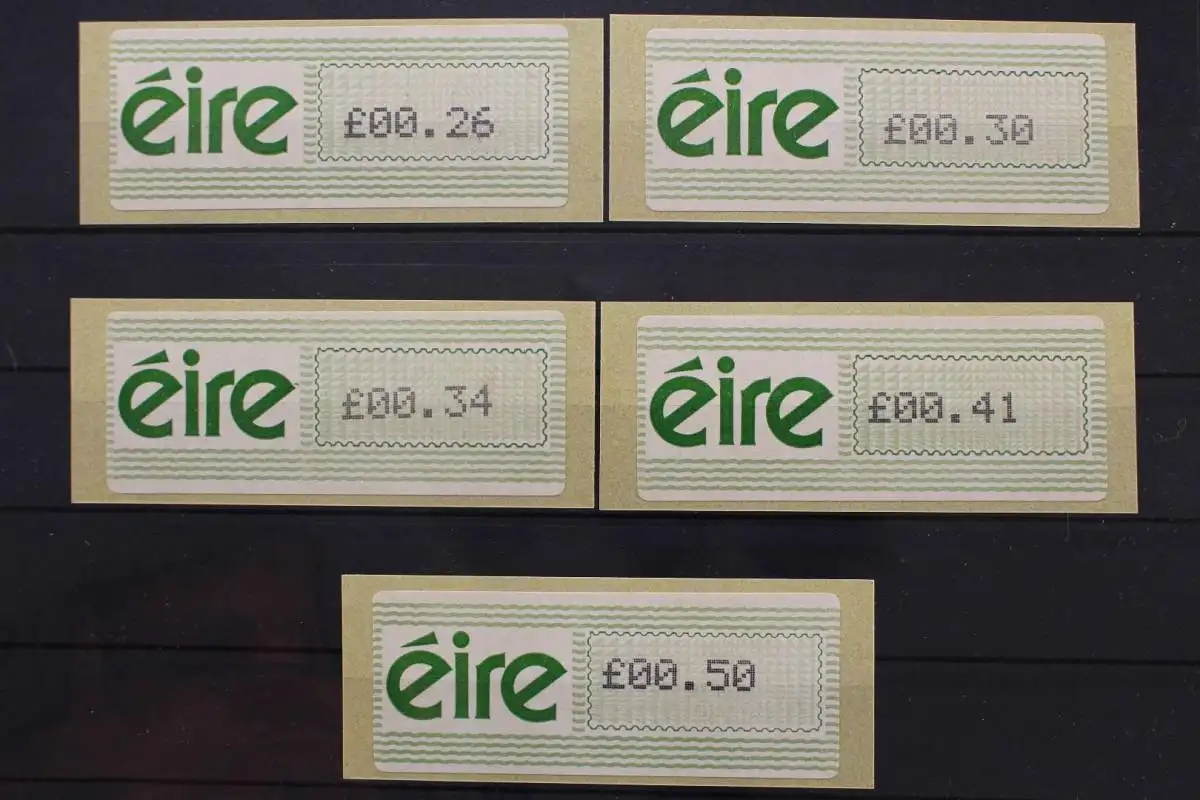 éire £00.26
éire £00.30
éire £00.34
éire £00.41
éire £00.50